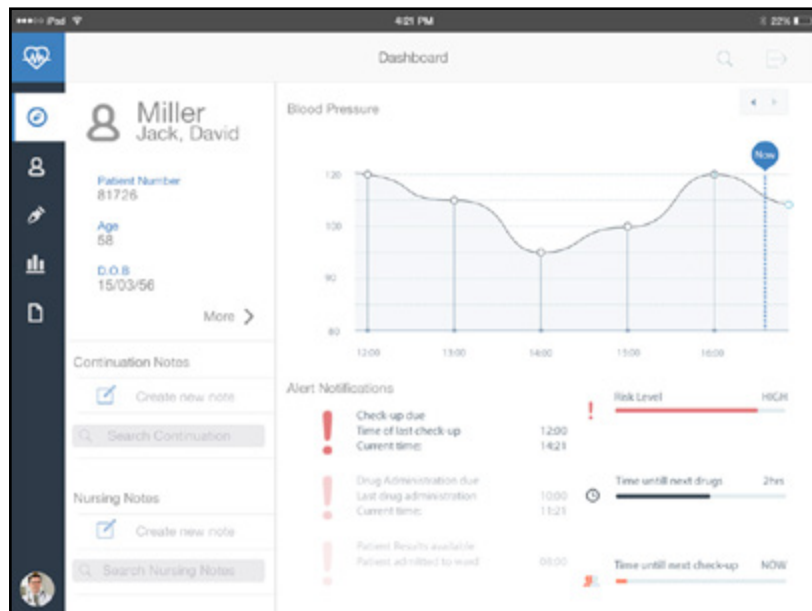 iPad
4:21 PM
22%
Dashboard
Miller
Jack, David
Patient Number
81726
Age
58
D.O.B
15/03/56
More
Continuation Notes
Create new note
Search Continuation
Nursing Notes
Create new note
Search Nursing Notes
Blood Pressure
Now
120
100
90
80
12:00
13:00
14:00
15:00
16:00
Alert Notifications
Check-up due
Time of last check-up 12:00
Current time: 14:21
Drug Administration due
Last drug administration 10:00
Current time: 11:21
Patient Results available
Patient admitted to ward 08:00
Risk Level HIGH
Time untill next drugs 2hrs
Time untill next check-up NOW